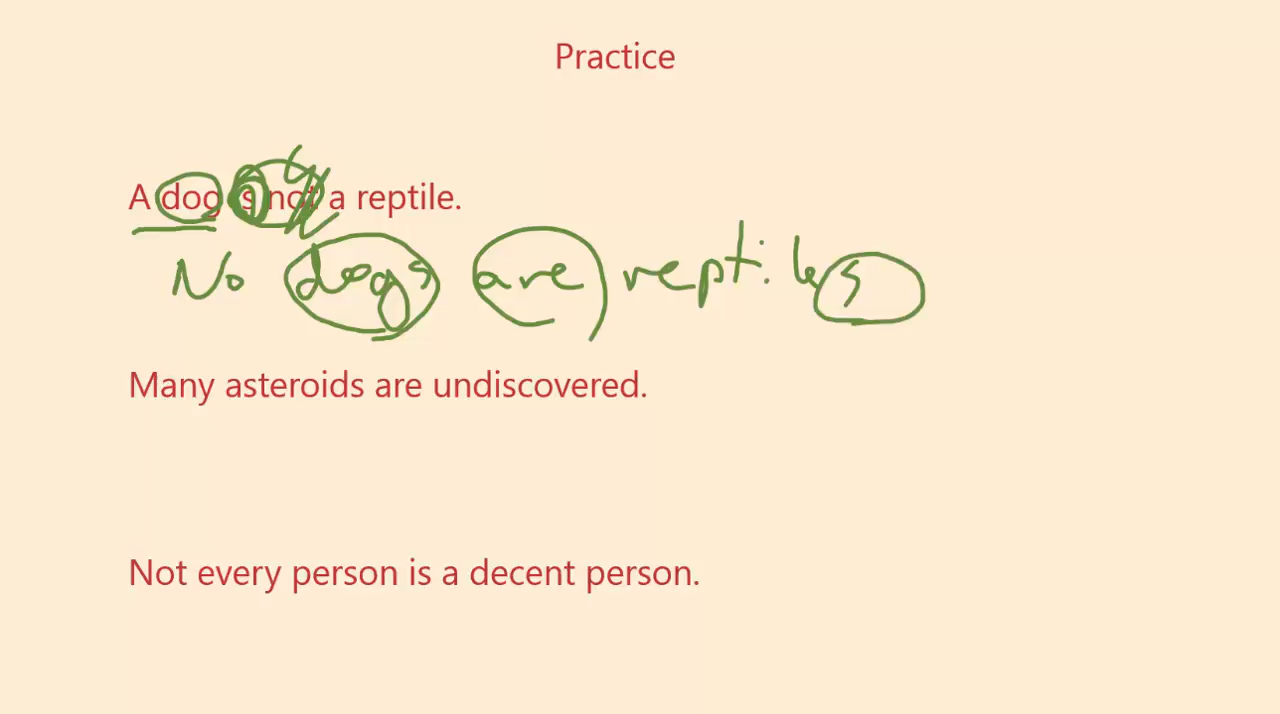 Practice
A dog is not a reptile.
No dogs are reptiles
Many asteroids are undiscovered.
Not every person is a decent person.